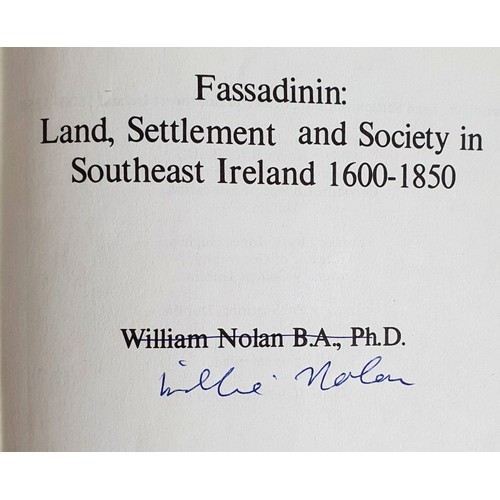 Fassadinin:
Land, Settlement and Society in
Southeast Ireland 1600-1850
William Nolan B.A., Ph.D.
Willie Nolan